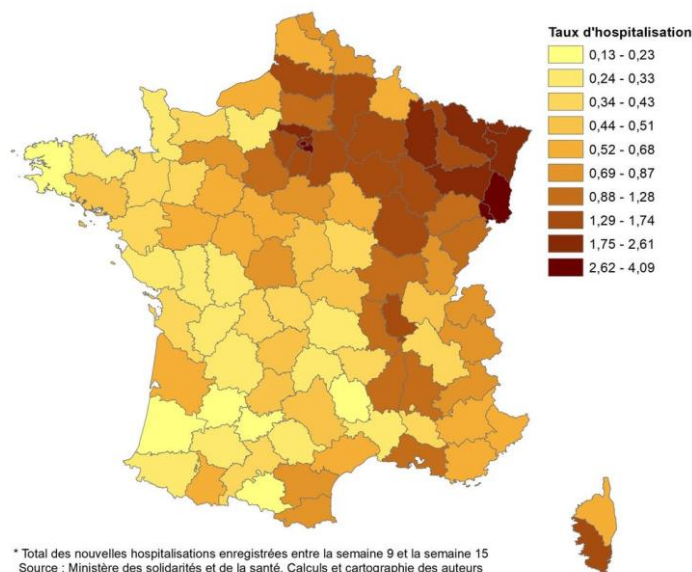 Taux d'hospitalisation
0,13 - 0,23
0,24 - 0,33
0,34 - 0,43
0,44 - 0,51
0,52 - 0,68
0,69 - 0,87
0,88 - 1,28
1,29 - 1,74
1,75 - 2,61
2,62 - 4,09
* Total des nouvelles hospitalisations enregistrées entre la semaine 9 et la semaine 15
Source : Ministère des solidarités et de la santé. Calculs et cartographie des auteurs